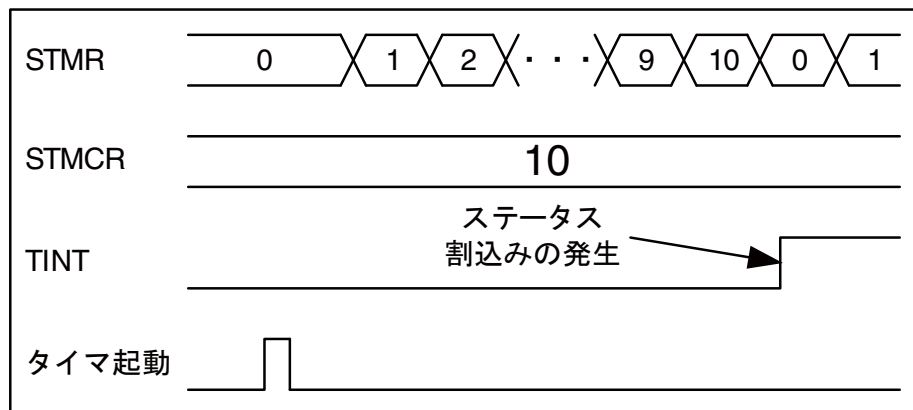 STMR 0 1 2 ・・・ 9 10 0 1
STMCR 10
ステータス
割込みの発生
TINT
タイマ起動